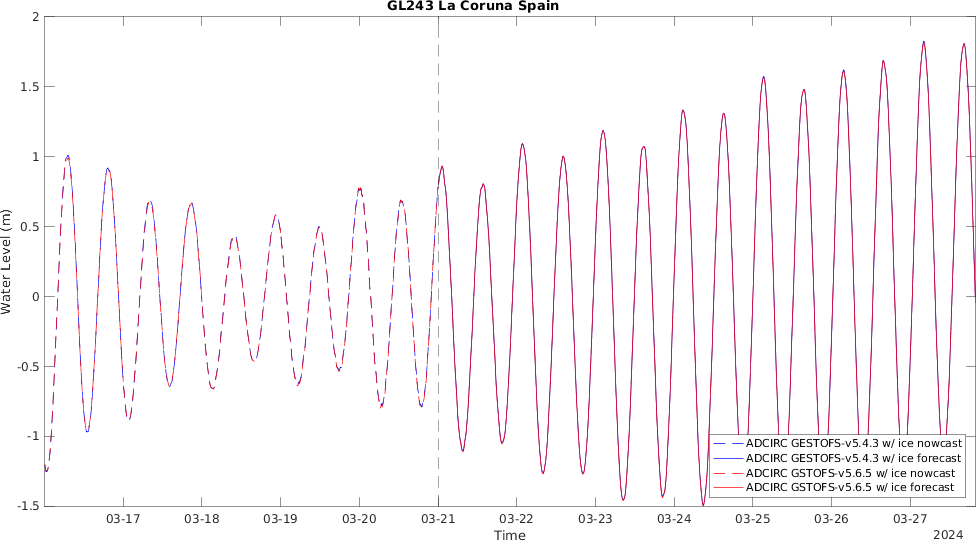 GL243 La Coruna Spain
2
1.5
1
0.5
0
-0.5
-1
-1.5
Water Level (m)
ADCIRC GESTOFS-v5.4.3 w/ ice nowcast
ADCIRC GESTOFS-v5.4.3 w/ ice forecast
ADCIRC GSTOFS-v5.6.5 w/ ice nowcast
ADCIRC GSTOFS-v5.6.5 w/ ice forecast
03-17 03-18 03-19 03-20 03-21 03-22 03-23 03-24 03-25 03-26 03-27
Time
2024